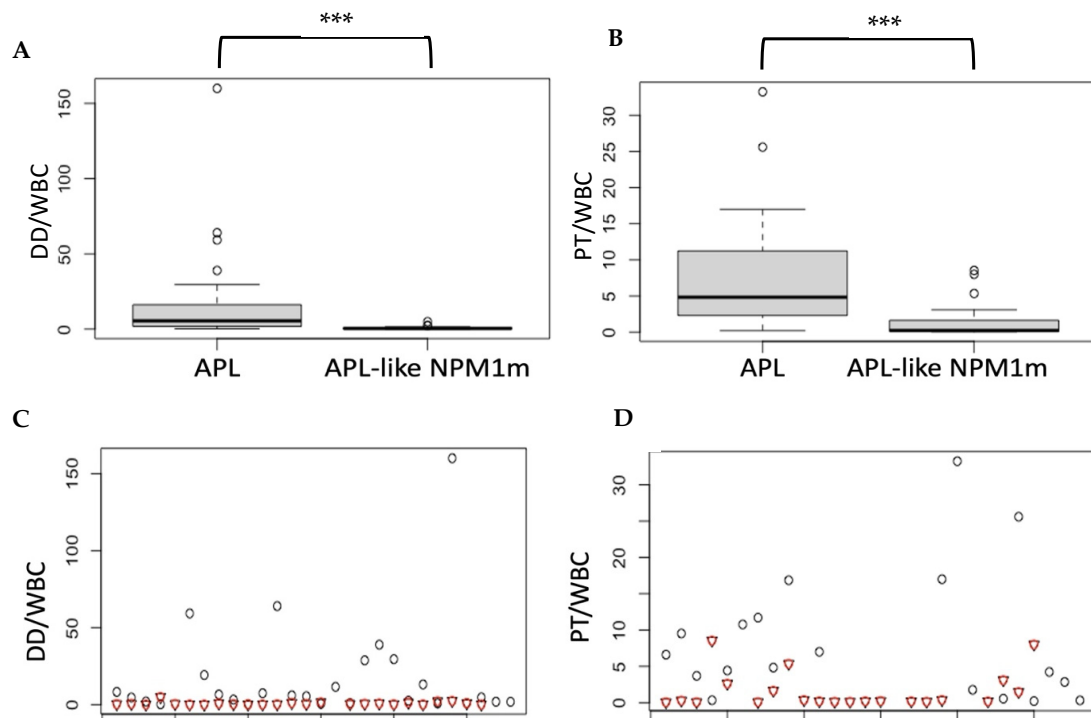 A
***
DD/WBC
150
100
50
0
APL
APL-like NPM1m
B
***
PT/WBC
30
25
20
15
10
5
0
APL
APL-like NPM1m
C
DD/WBC
150
100
50
0
D
PT/WBC
30
20
10
5
0